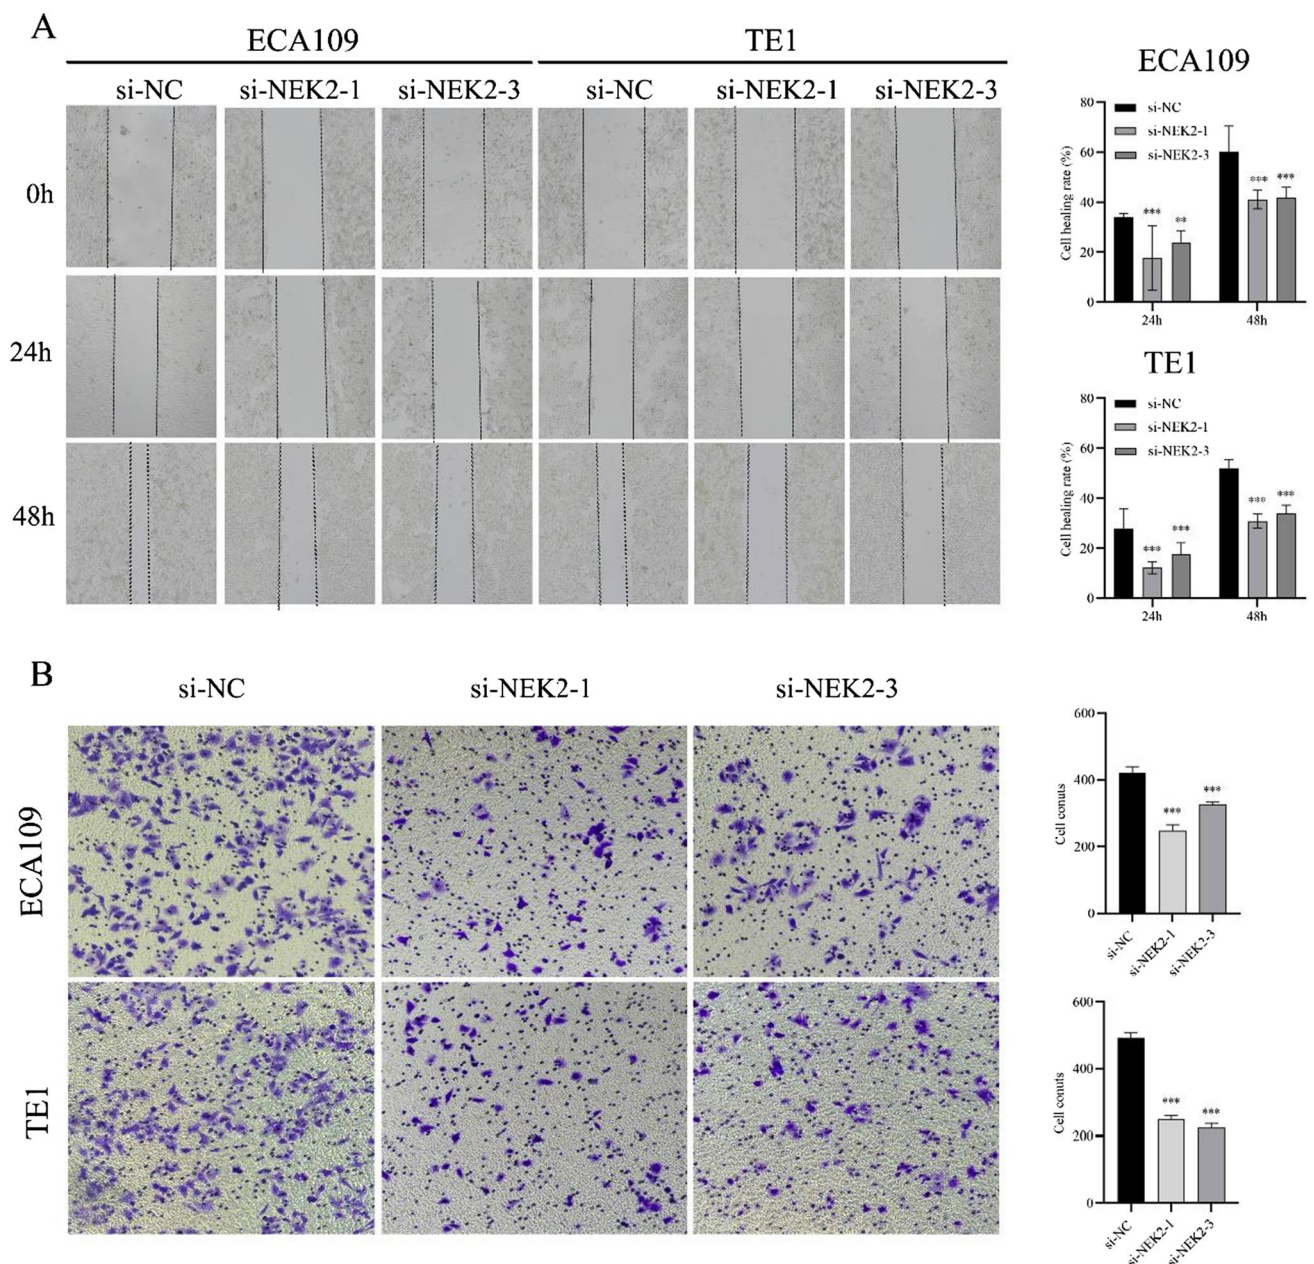 A
ECA109
TE1
si-NC
si-NEK2-1
si-NEK2-3
si-NC
si-NEK2-1
si-NEK2-3
0h
24h
48h
ECA109
80
60
40
20
0
Cell healing rate (%)
si-NC
si-NEK2-1
si-NEK2-3
***
**
***
***
24h
48h
TE1
80
60
40
20
0
Cell healing rate (%)
si-NC
si-NEK2-1
si-NEK2-3
***
***
***
***
24h
48h
B
si-NC
si-NEK2-1
si-NEK2-3
ECA109
TE1
600
400
200
0
Cell conuts
***
***
si-NC
si-NEK2-1
si-NEK2-3
600
400
200
0
Cell conuts
***
***
si-NC
si-NEK2-1
si-NEK2-3